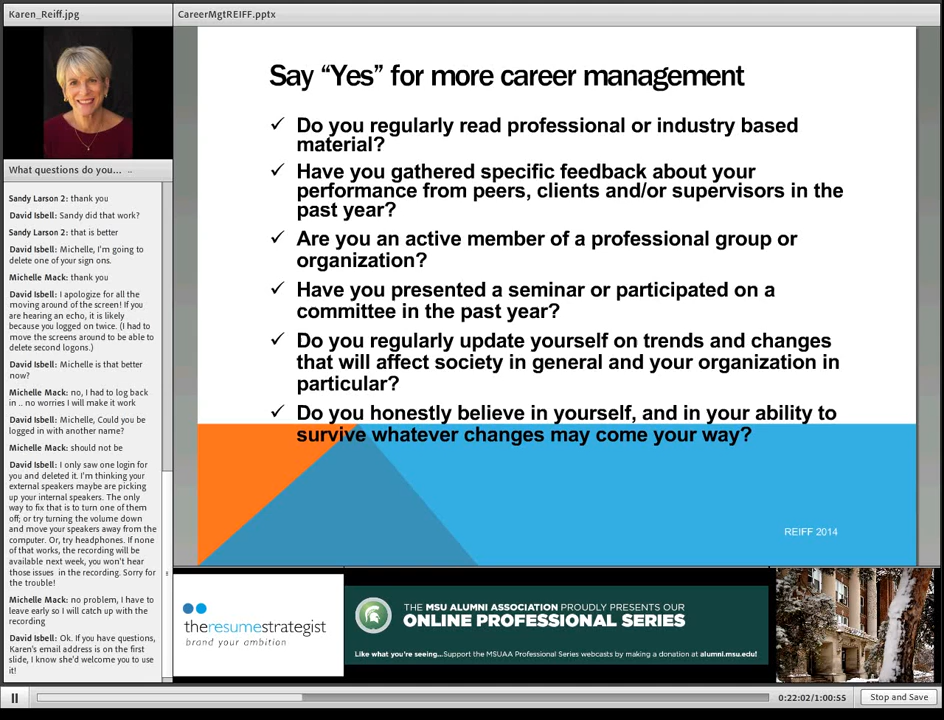 Karen_Reiff.jpg
CareerMgtREIFF.pptx
What questions do you... ..
Sandy Larson 2: thank you
David Isbell: Sandy did that work?
Sandy Larson 2: that is better
David Isbell: Michelle, I'm going to
delete one of your sign ons.
Michelle Mack: thank you
David Isbell: I apologize for all the
moving around of the screen! If you
are hearing an echo, it is likely
because you logged on twice. (I had to
move the screens around to be able to
delete second logons.)
David Isbell: Michelle is that better
now?
Michelle Mack: no, I had to log back
in .. no worries I will make it work
David Isbell: Michelle, Could you be
logged in with another name?
Michelle Mack: should not be
David Isbell: I only saw one login for
you and deleted it. I'm thinking your
external speakers maybe are picking
up your internal speakers. The only
way to fix that is to turn one of them
off; or try turning the volume down
and move your speakers away from the
computer. Or, try headphones. If none
of that works, the recording will be
available next week, you won't hear
those issues in the recording. Sorry for
the trouble!
Michelle Mack: no problem, I have to
leave early so I will catch up with the
recording
David Isbell: Ok. If you have questions,
Karen's email address is on the first
slide, I know she'd welcome you to use
it!
Say “Yes” for more career management
✓ Do you regularly read professional or industry based
material?
✓ Have you gathered specific feedback about your
performance from peers, clients and/or supervisors in the
past year?
✓ Are you an active member of a professional group or
organization?
✓ Have you presented a seminar or participated on a
committee in the past year?
✓ Do you regularly update yourself on trends and changes
that will affect society in general and your organization in
particular?
✓ Do you honestly believe in yourself, and in your ability to
survive whatever changes may come your way?
REIFF 2014
theresumestrategist
brand your ambition
THE MSU ALUMNI ASSOCIATION PROUDLY PRESENTS OUR
ONLINE PROFESSIONAL SERIES
Like what you're seeing...Support the MSUAA Professional Series webcasts by making a donation at alumni.msu.edu!
0:22:02/1:00:55
Stop and Save